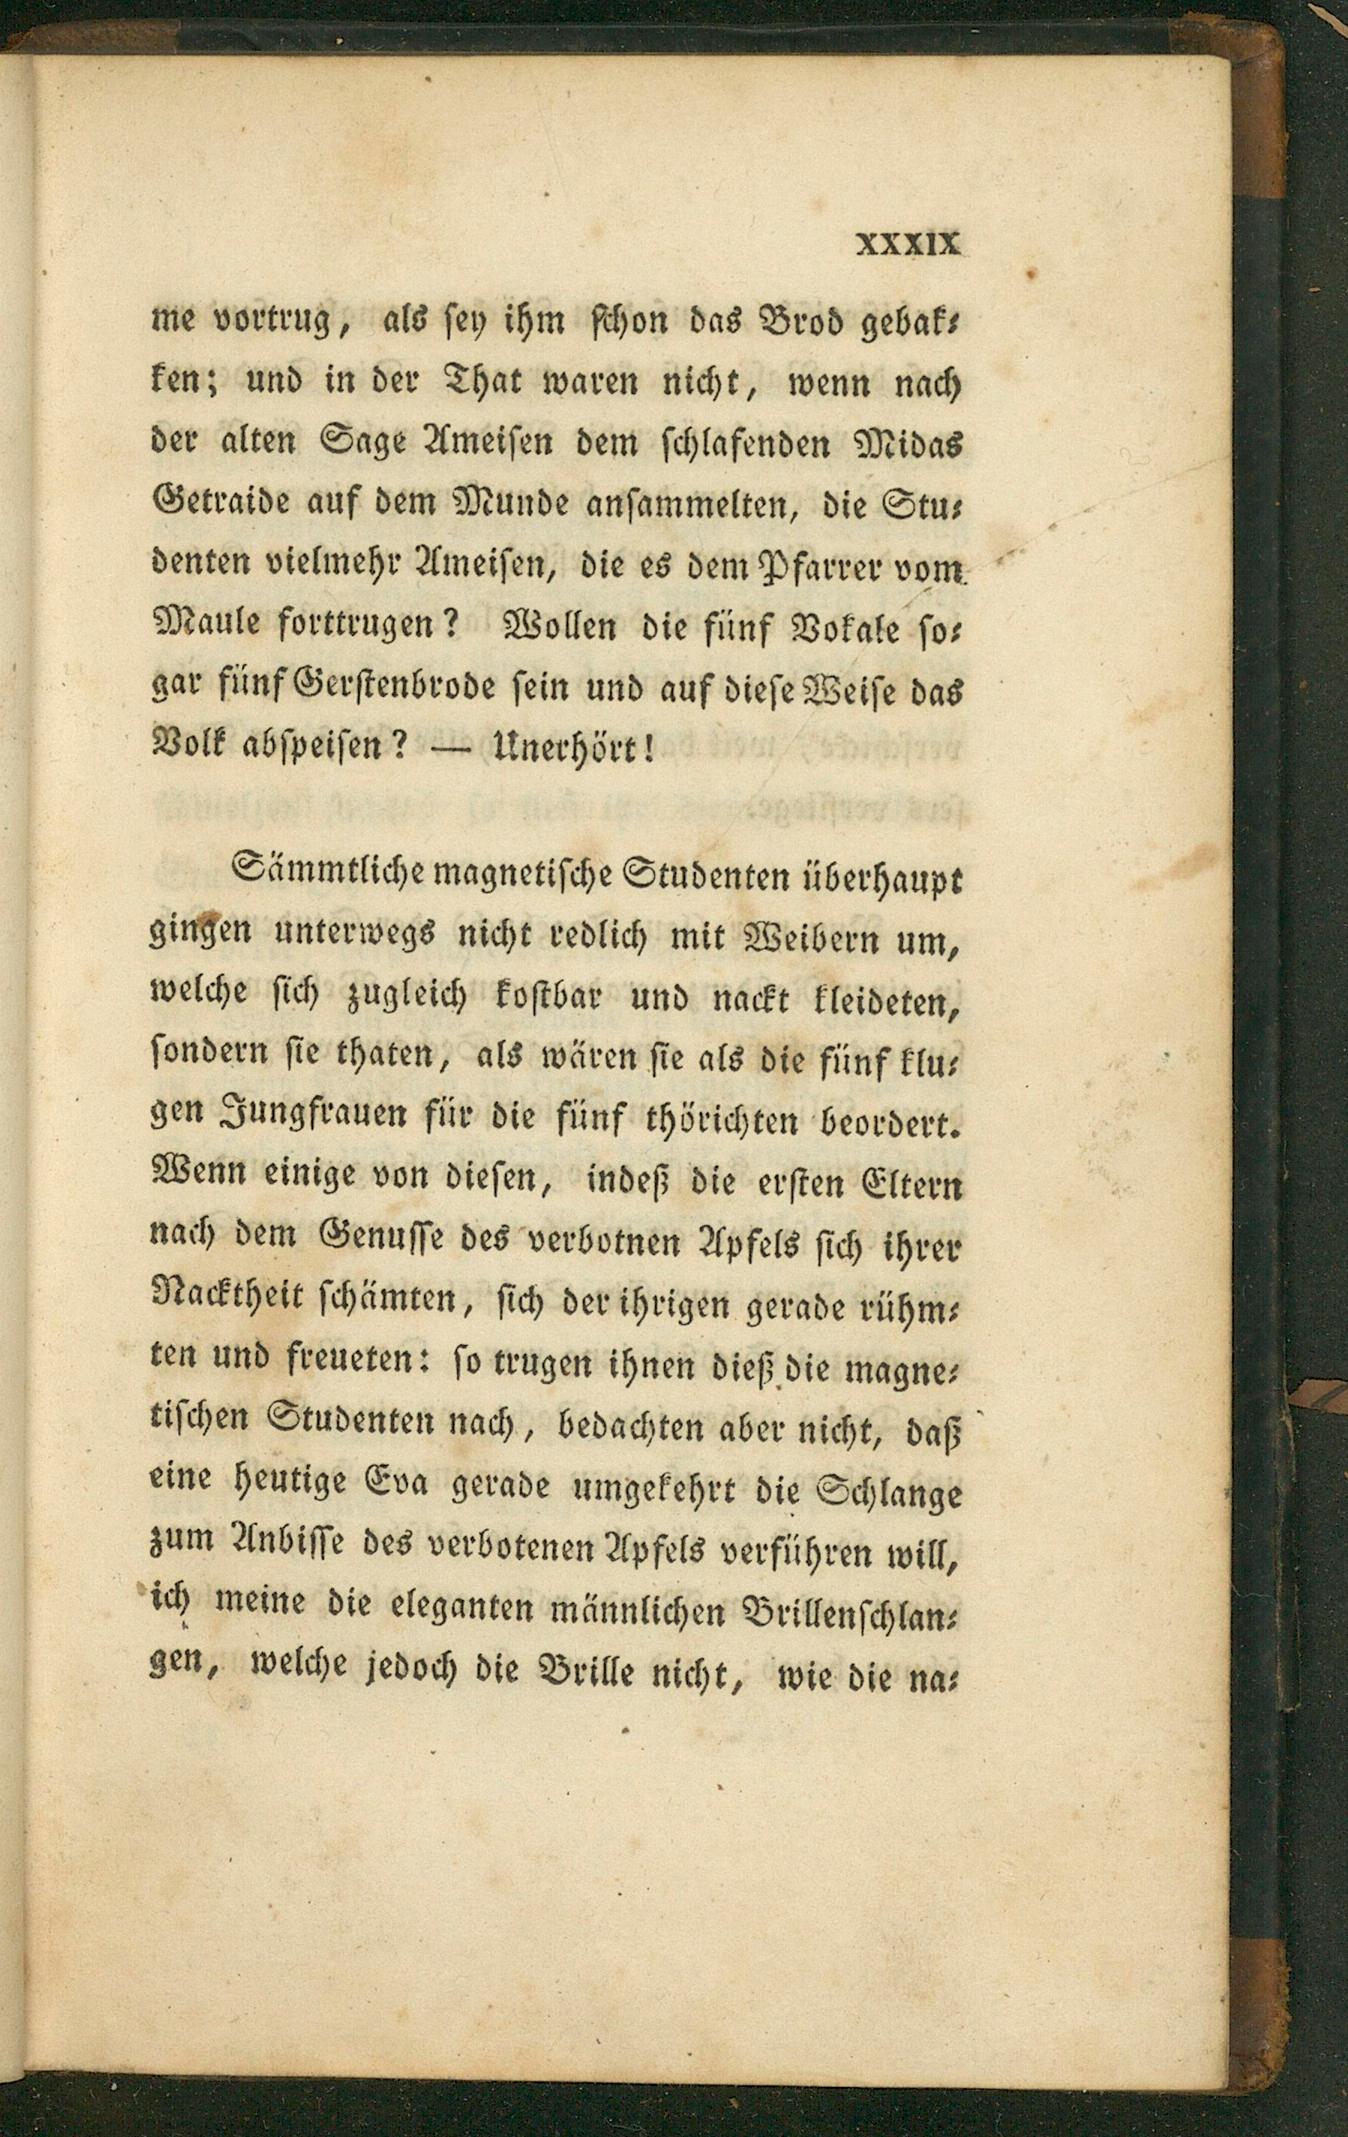 XXXIX
me vortrug, als sey ihm schon das Brod gebak-
ken; und in der That waren nicht, wenn nach
der alten Sage Ameisen dem schlafenden Midas
Getraide auf dem Munde ansammelten, die Stu-
denten vielmehr Ameisen, die es dem Pfarrer vom
Maule forttrugen? Wollen die fünf Vokale so-
gar fünf Gerstenbrode sein und auf diese Weise das
Volk abspeisen? — Unerhört!
Sämmtliche magnetische Studenten überhaupt
gingen unterwegs nicht redlich mit Weibern um,
welche sich zugleich kostbar und nackt kleideten,
sondern sie thaten, als wären sie als die fünf klu-
gen Jungfrauen für die fünf thörichten beordert.
Wenn einige von diesen, indeß die ersten Eltern
nach dem Genusse des verbotnen Apfels sich ihrer
Nacktheit schämten, sich der ihrigen gerade rühm-
ten und freueten: so trugen ihnen dieß die magne-
tischen Studenten nach, bedachten aber nicht, daß
eine heutige Eva gerade umgekehrt die Schlange
zum Anbisse des verbotenen Apfels verführen will,
ich meine die eleganten männlichen Brillenschlan-
gen, welche jedoch die Brille nicht, wie die na-